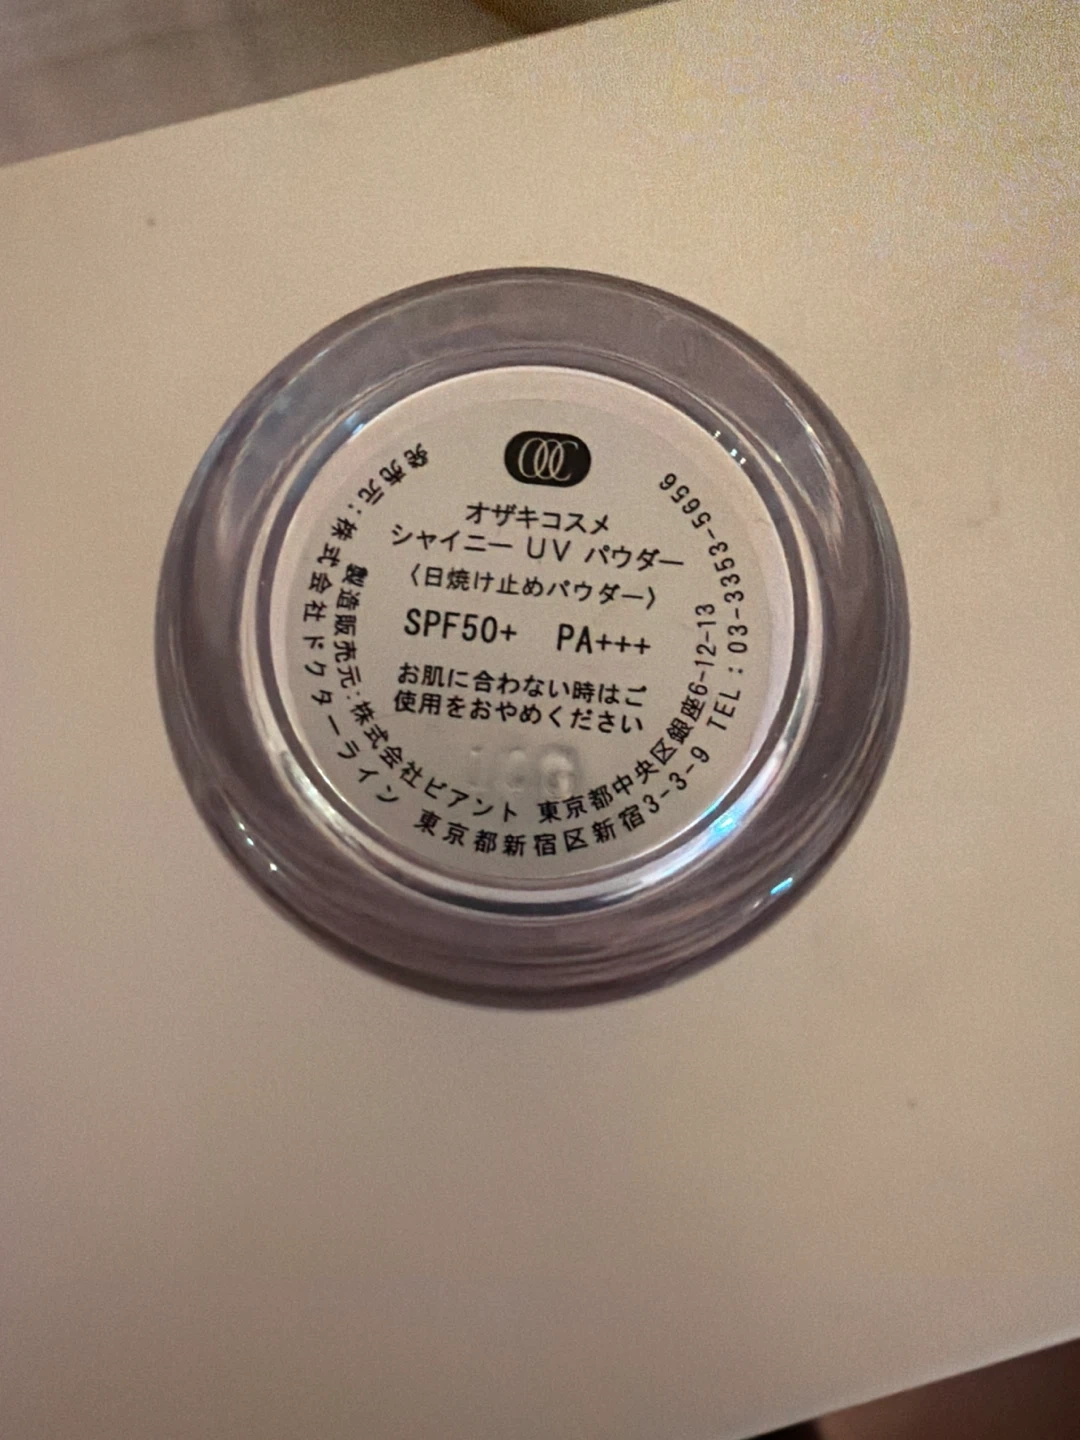 オザキコスメ
シャイニー UV パウダー
〈日焼け止めパウダー〉
SPF50+ PA+++
お肌に合わない時はご
使用をおやめください
製造販売元:株式会社ビアント 東京都中央区銀座6-12-13
発売元:株式会社ドクターライン 東京都新宿区新宿3-3-9 TEL:03-3353-5656